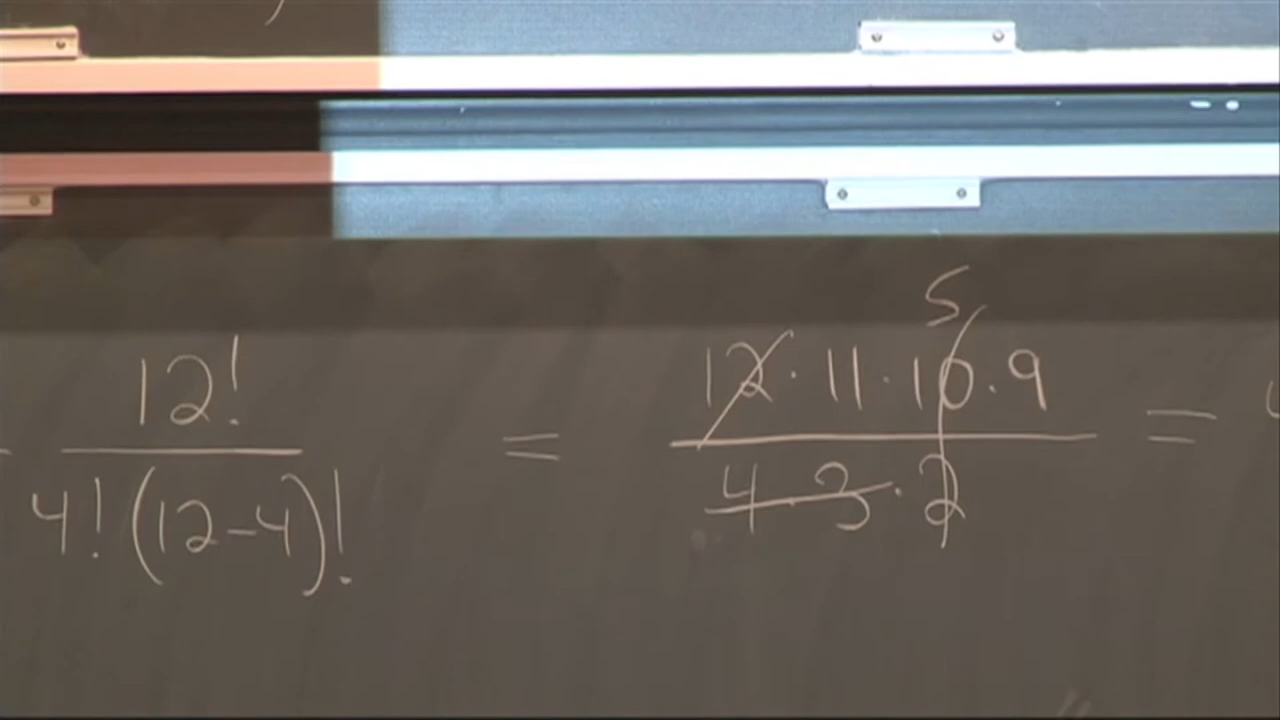 12! / 4! (12-4)! = 12 · 11 · 10 · 9 / 4 · 3 · 2 =
5